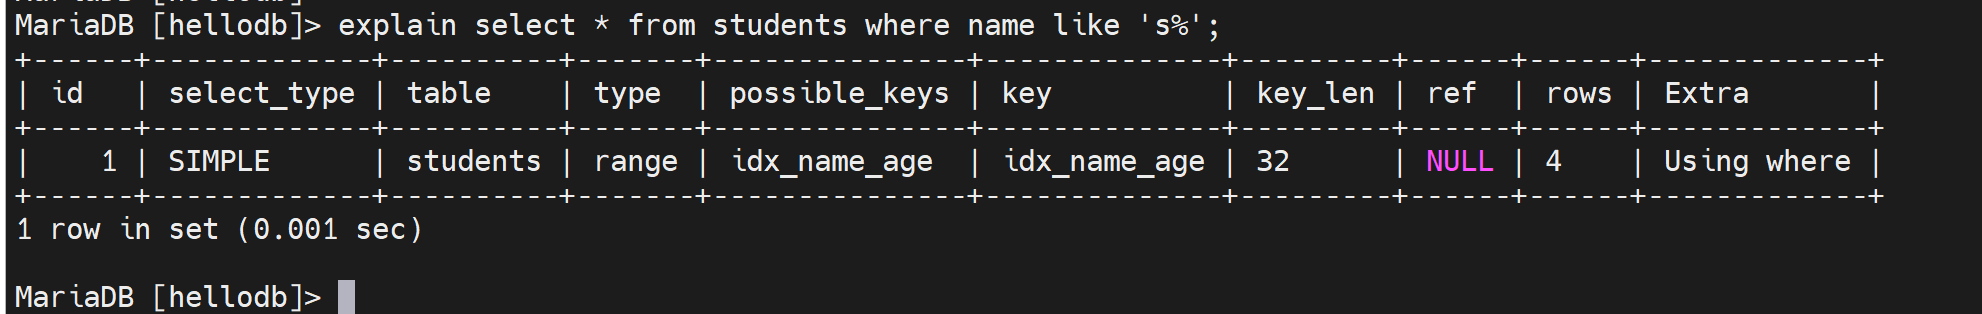 MariaDB [hellodb]>
MariaDB [hellodb]> explain select * from students where name like 's%';
+------+-------------+----------+-------+---------------+--------------+---------+------+------+-------------+
| id   | select_type | table    | type  | possible_keys | key          | key_len | ref  | rows | Extra       |
+------+-------------+----------+-------+---------------+--------------+---------+------+------+-------------+
|    1 | SIMPLE      | students | range | idx_name_age  | idx_name_age | 32      | NULL | 4    | Using where |
+------+-------------+----------+-------+---------------+--------------+---------+------+------+-------------+
1 row in set (0.001 sec)
MariaDB [hellodb]>